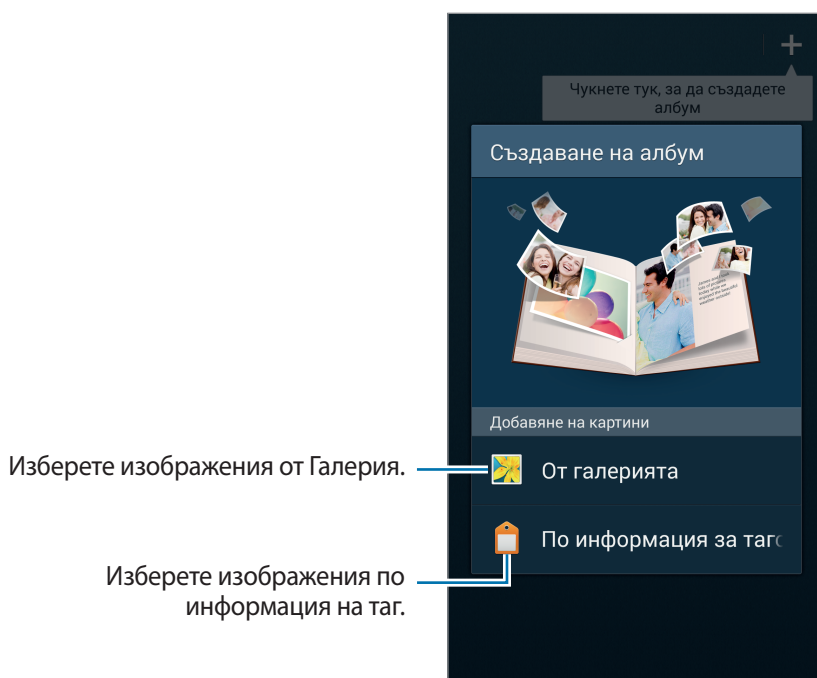 Чукнете тук, за да създадете
албум
Създаване на албум
Добавяне на картини
Изберете изображения от Галерия.
От галерията
Изберете изображения по
информация на таг.
По информация за